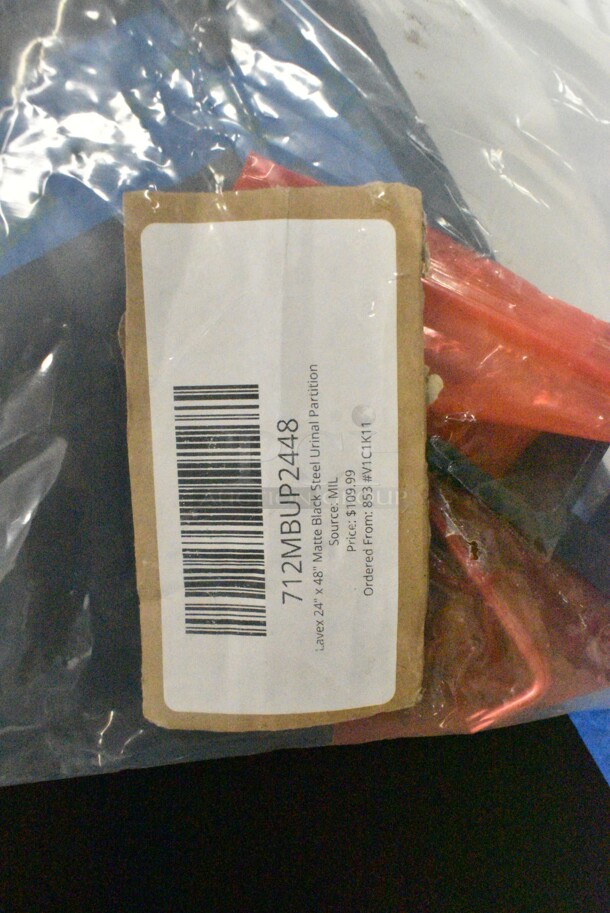 712MBUP2448
Lavex 24" x 48" Matte Black Steel Urinal Partition
Source: MIL
Price: $109.99
Ordered From: 853 #V1C1K11